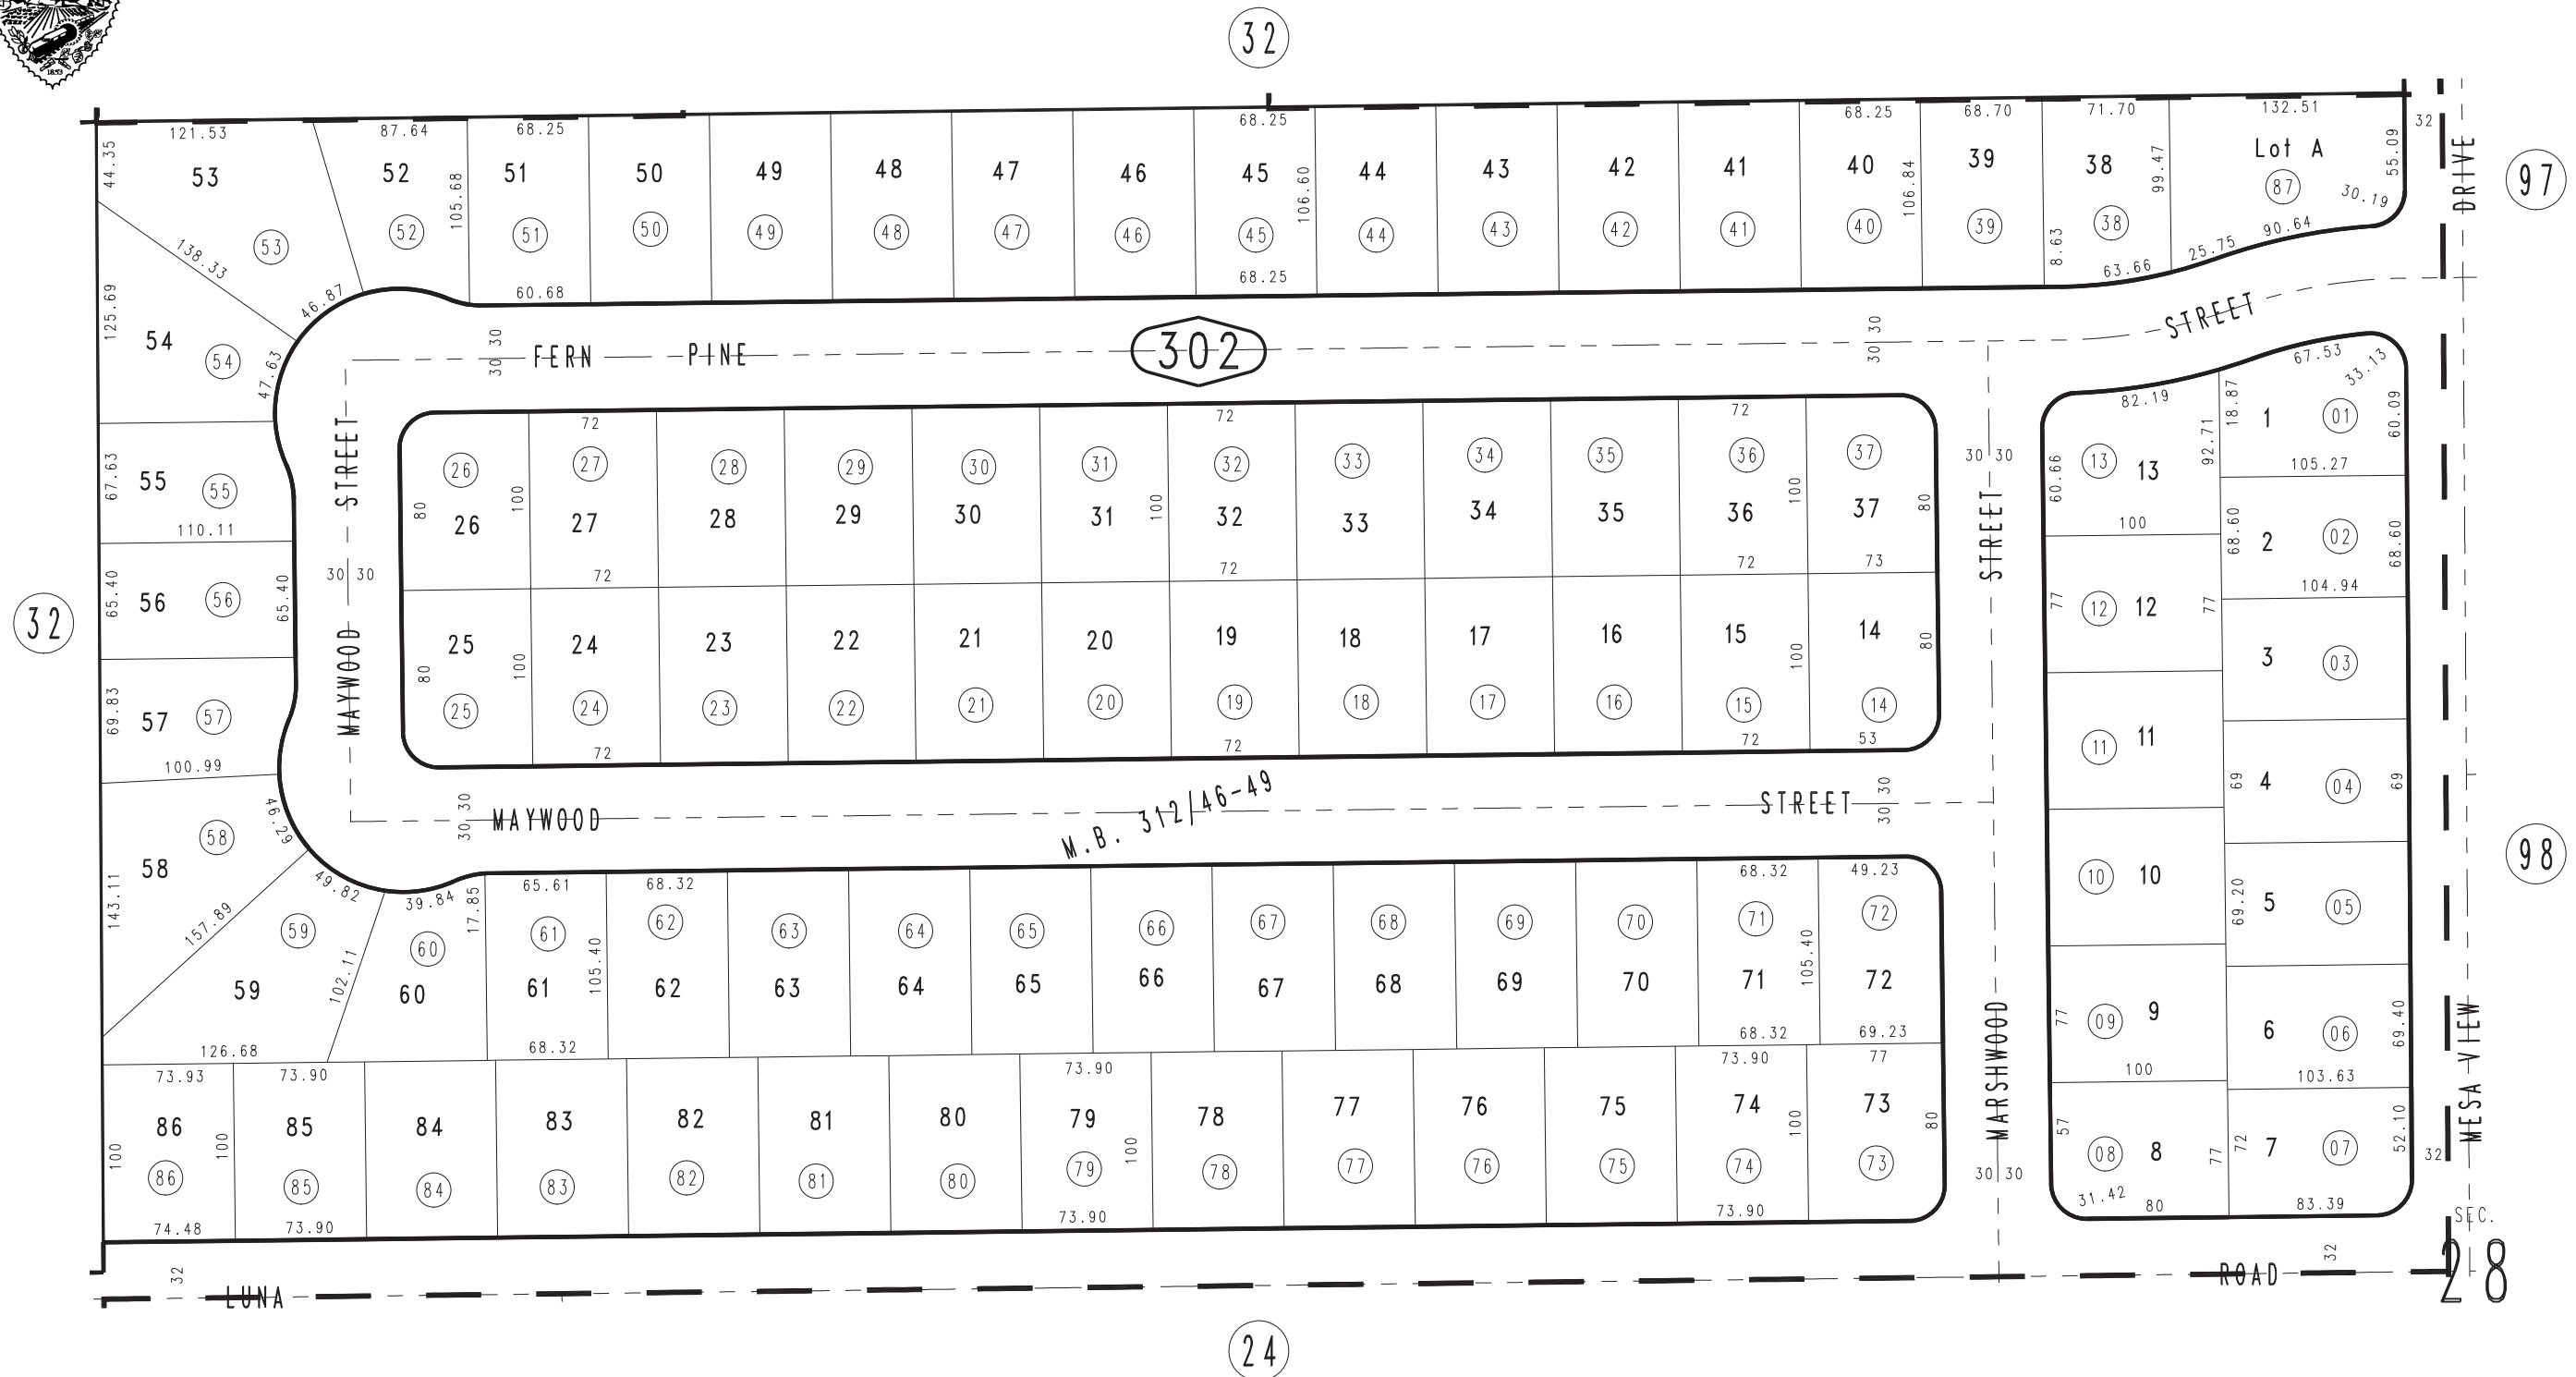 1853
32
121.53 87.64 68.25 68.25 68.25 68.70 71.70 132.51 32
44.35 53 52 105.68 51 50 49 48 47 46 45 106.60 44 43 42 41 40 106.84 39 38 99.47 Lot A 55.09
53 52 51 50 49 48 47 46 45 44 43 42 41 40 39 38 87 30.19
97
138.33 8.63 63.66 25.75 90.64
125.69 46.87 60.68 68.25
54 54 47.63
30 30 FERN PINE 302 30 30 STREET
DRIVE
67.53 33.13
72 72 72 82.19 18.87 1 01 60.09
26 27 28 29 30 31 32 33 34 35 36 37 30 30 13 92.71 105.27
67.63 55 55 STREET 80 100 100 100 80 STREET 60.66 13
26 27 28 29 30 31 32 33 34 35 36 37
110.11 100 68.60 2 02 68.60
30 30 72 72 72 73 104.94
32
65.40 56 56 65.40 77 12 12 77
MAYWOOD 80 25 100 24 23 22 21 20 19 18 17 16 15 100 14 80 3 03
69.83 57 57 25 24 23 22 21 20 19 18 17 16 15 14 11 11
100.99 72 72 72 53
69 4 04 69
30 30 MAYWOOD M.B. 312/46-49 STREET 30 30
46.29 58
143.11 58 49.82 39.84 17.85 65.61 68.32 68.32 49.23 10 10 69.20 5 05
98
157.89 59 60 61 62 63 64 65 66 67 68 69 70 71 72
59 102.11 60 61 105.40 62 63 64 65 66 67 68 69 70 71 105.40 72
77 09 9 6 06 69.40
126.68 68.32 68.32 69.23 MARSHWOOD 100 103.63 MESA VIEW
73.93 73.90 73.90 73.90 77
100 86 100 85 84 83 82 81 80 79 100 78 77 76 75 74 100 73 80 57 08 8 77 72 7 07 52.10
86 85 84 83 82 81 80 79 78 77 76 75 74 73 30 30 32
74.48 73.90 73.90 73.90 31.42 80 83.39
SEC.
28
32 LUNA ROAD 32
24